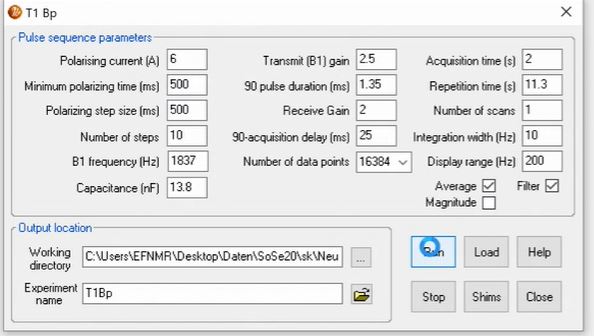 T1 Bp
Pulse sequence parameters
Polarising current (A) 6 Transmit (B1) gain 2.5 Acquisition time (s) 2
Minimum polarizing time (ms) 500 90 pulse duration (ms) 1.35 Repetition time (s) 11.3
Polarizing step size (ms) 500 Receive Gain 2 Number of scans 1
Number of steps 10 90-acquisition delay (ms) 25 Integration width (Hz) 10
B1 frequency (Hz) 1837 Number of data points 16384 Display range (Hz) 200
Capacitance (nF) 13.8 Average Filter
Magnitude
Output location
Working directory C:\Users\EFNMR\Desktop\Daten\SoSe20\sk\Neu ... Run Load Help
Experiment name T1Bp Stop Shims Close